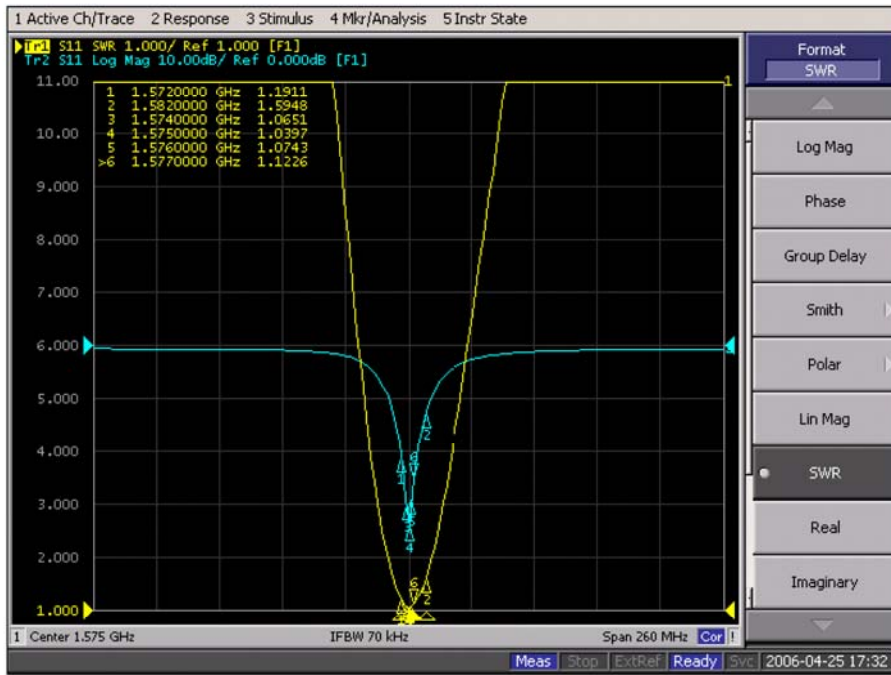 1 Active Ch/Trace 2 Response 3 Stimulus 4 Mkr/Analysis 5 Instr State
Tr1 S11 SWR 1.000/ Ref 1.000 [F1]
Tr2 S11 Log Mag 10.00dB/ Ref 0.000dB [F1]
11.00
1 1.5720000 GHz 1.1911
2 1.5820000 GHz 1.5948
3 1.5740000 GHz 1.0651
4 1.5750000 GHz 1.0397
5 1.5760000 GHz 1.0743
>6 1.5770000 GHz 1.1226
1
10.00
9.000
8.000
7.000
6.000
5.000
4.000
3.000
2.000
1.000
2
1
4
6
2
1 Center 1.575 GHz IFBW 70 kHz Span 260 MHz Cor !
Meas Stop ExtRef Ready Svc 2006-04-25 17:32
Format
SWR
Log Mag
Phase
Group Delay
Smith
Polar
Lin Mag
SWR
Real
Imaginary